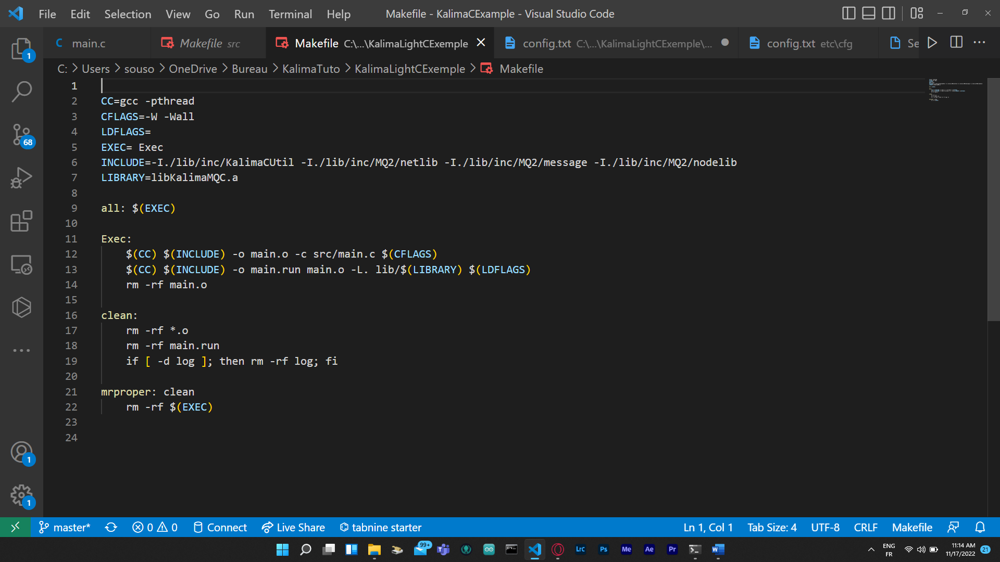 File Edit Selection View Go Run Terminal Help Makefile - KalimaCExample - Visual Studio Code
main.c Makefile src Makefile C:\...\KalimaLightCExemple config.txt C:\...\KalimaLightCExemple\... config.txt etc\cfg Se
C: > Users > souso > OneDrive > Bureau > KalimaTuto > KalimaLightCExemple > Makefile
1
2 CC=gcc -pthread
3 CFLAGS=-W -Wall
4 LDFLAGS=
5 EXEC= Exec
6 INCLUDE=-I./lib/inc/KalimaCUtil -I./lib/inc/MQ2/netlib -I./lib/inc/MQ2/message -I./lib/inc/MQ2/nodelib
7 LIBRARY=libKalimaMQC.a
8
9 all: $(EXEC)
10
11 Exec:
12 $(CC) $(INCLUDE) -o main.o -c src/main.c $(CFLAGS)
13 $(CC) $(INCLUDE) -o main.run main.o -L. lib/$(LIBRARY) $(LDFLAGS)
14 rm -rf main.o
15
16 clean:
17 rm -rf *.o
18 rm -rf main.run
19 if [ -d log ]; then rm -rf log; fi
20
21 mrproper: clean
22 rm -rf $(EXEC)
23
24
1
68
1
1
master* 0 0 Connect Live Share tabnine starter Ln 1, Col 1 Tab Size: 4 UTF-8 CRLF Makefile
99+ Lrc Ps Me Ae Pr ENG FR 11:14 AM 11/17/2022 21